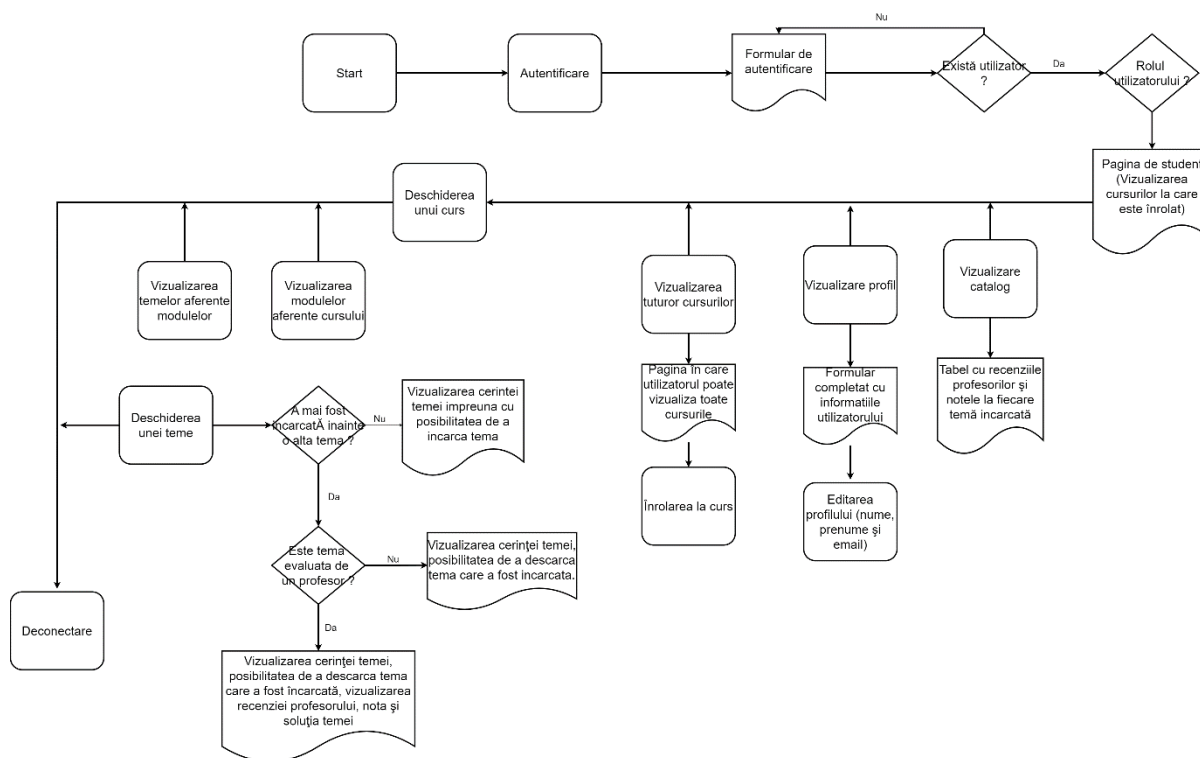 Nu
Start
Autentificare
Formular de
autentificare
Există utilizator
?
Da
Rolul
utilizatorului ?
Pagina de student
(Vizualizarea
cursurilor la care
este înrolat)
Deschiderea
unui curs
Vizualizarea
temelor aferente
modulelor
Vizualizarea
modulelor
aferente cursului
Vizualizarea
tuturor cursurilor
Vizualizare profil
Vizualizare
catalog
Pagina în care
utilizatorul poate
vizualiza toate
cursurile
Formular
completat cu
informatiile
utilizatorului
Tabel cu recenziile
profesorilor şi
notele la fiecare
temă incarcată
Deschiderea
unei teme
A mai fost
incarcatĂ inainte
o alta tema ?
Nu
Vizualizarea cerintei
temei impreuna cu
posibilitatea de a
incarca tema
Da
Înrolarea la curs
Editarea
profilului (nume,
prenume şi
email)
Este tema
evaluata de
un profesor ?
Nu
Vizualizarea cerinţei temei,
posibilitatea de a descarca
tema care a fost incarcata.
Da
Deconectare
Vizualizarea cerinţei temei,
posibilitatea de a descarca tema
care a fost încarcată, vizualizarea
recenziei profesorului, nota şi
soluţia temei